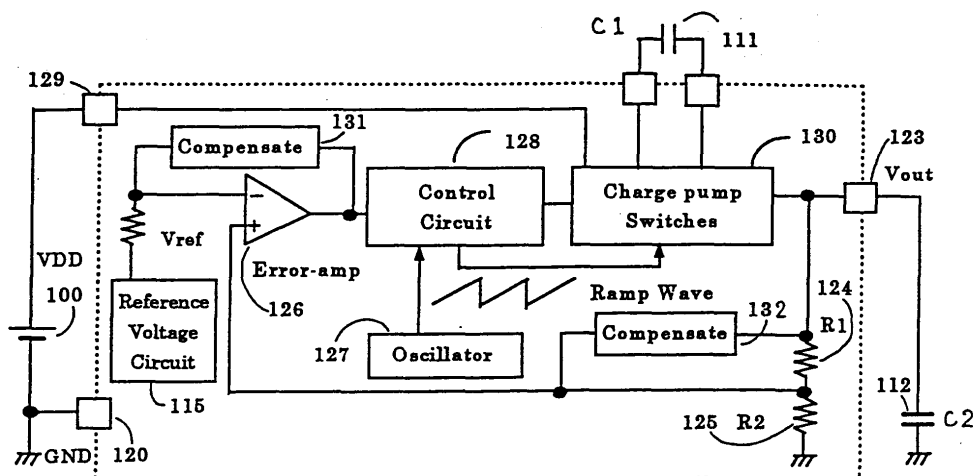 C1
111
129
131
Compensate
128
130
123
Vout
Control
Circuit
Charge pump
Switches
Vref
VDD
100
Error-amp
126
Ramp Wave
124
R1
Reference
Voltage
Circuit
127
Oscillator
Compensate
132
115
125 R2
112
C2
GND
120